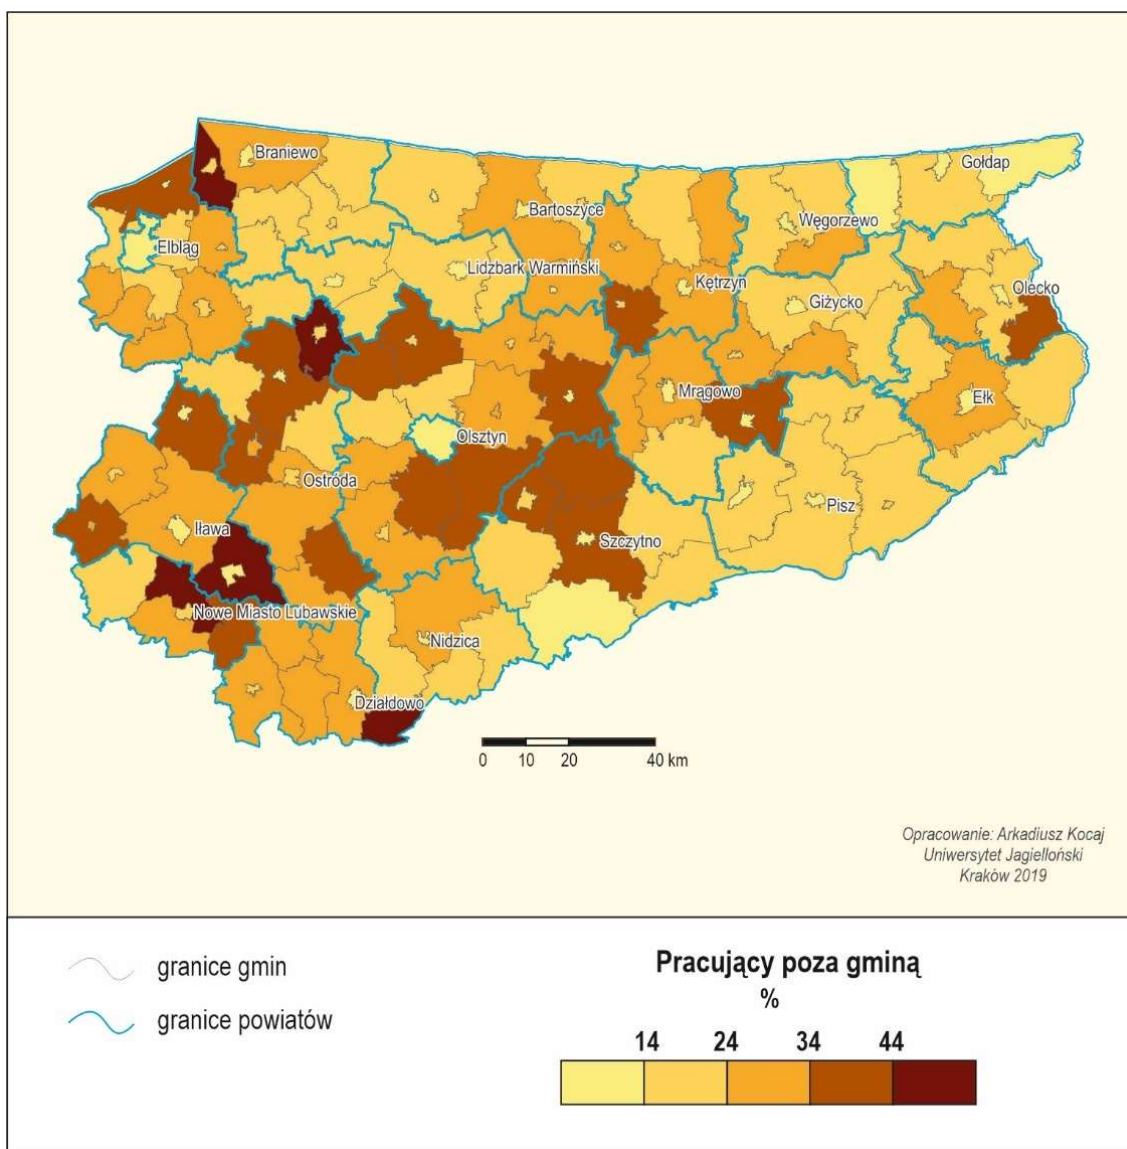 Braniewo
Gołdap
Bartoszyce
Węgorzewo
Elbląg
Lidzbark Warmiński
Kętrzyn
Giżycko
Olecko
Mrągowo
Ełk
Olsztyn
Ostróda
Pisz
Iława
Szczytno
Nowe Miasto Lubawskie
Nidzica
Działdowo
0 10 20 40 km
Opracowanie: Arkadiusz Kocaj
Uniwersytet Jagielloński
Kraków 2019
granice gmin
granice powiatów
Pracujący poza gminą
%
14 24 34 44